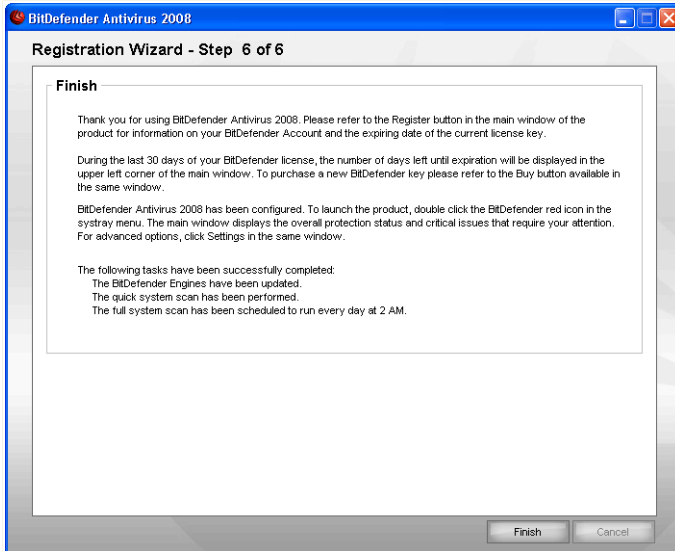 BitDefender Antivirus 2008
Registration Wizard - Step 6 of 6
Finish
Thank you for using BitDefender Antivirus 2008. Please refer to the Register button in the main window of the
product for information on your BitDefender Account and the expiring date of the current license key.
During the last 30 days of your BitDefender license, the number of days left until expiration will be displayed in the
upper left corner of the main window. To purchase a new BitDefender key please refer to the Buy button available in
the same window.
BitDefender Antivirus 2008 has been configured. To launch the product, double click the BitDefender red icon in the
systray menu. The main window displays the overall protection status and critical issues that require your attention.
For advanced options, click Settings in the same window.
The following tasks have been successfully completed:
The BitDefender Engines have been updated.
The quick system scan has been performed.
The full system scan has been scheduled to run every day at 2 AM.
Finish Cancel